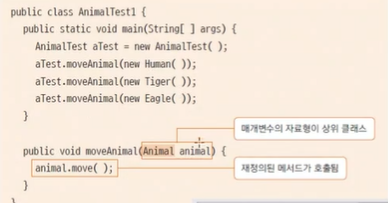 public class AnimalTest1 {
public static void main(String[ ] args) {
AnimalTest aTest = new AnimalTest( );
aTest.moveAnimal(new Human( ));
aTest.moveAnimal(new Tiger( ));
aTest.moveAnimal(new Eagle( ));
}
매개변수의 자료형이 상위 클래스
public void moveAnimal(Animal animal) {
animal.move( );
재정의된 메서드가 호출됨
}
}